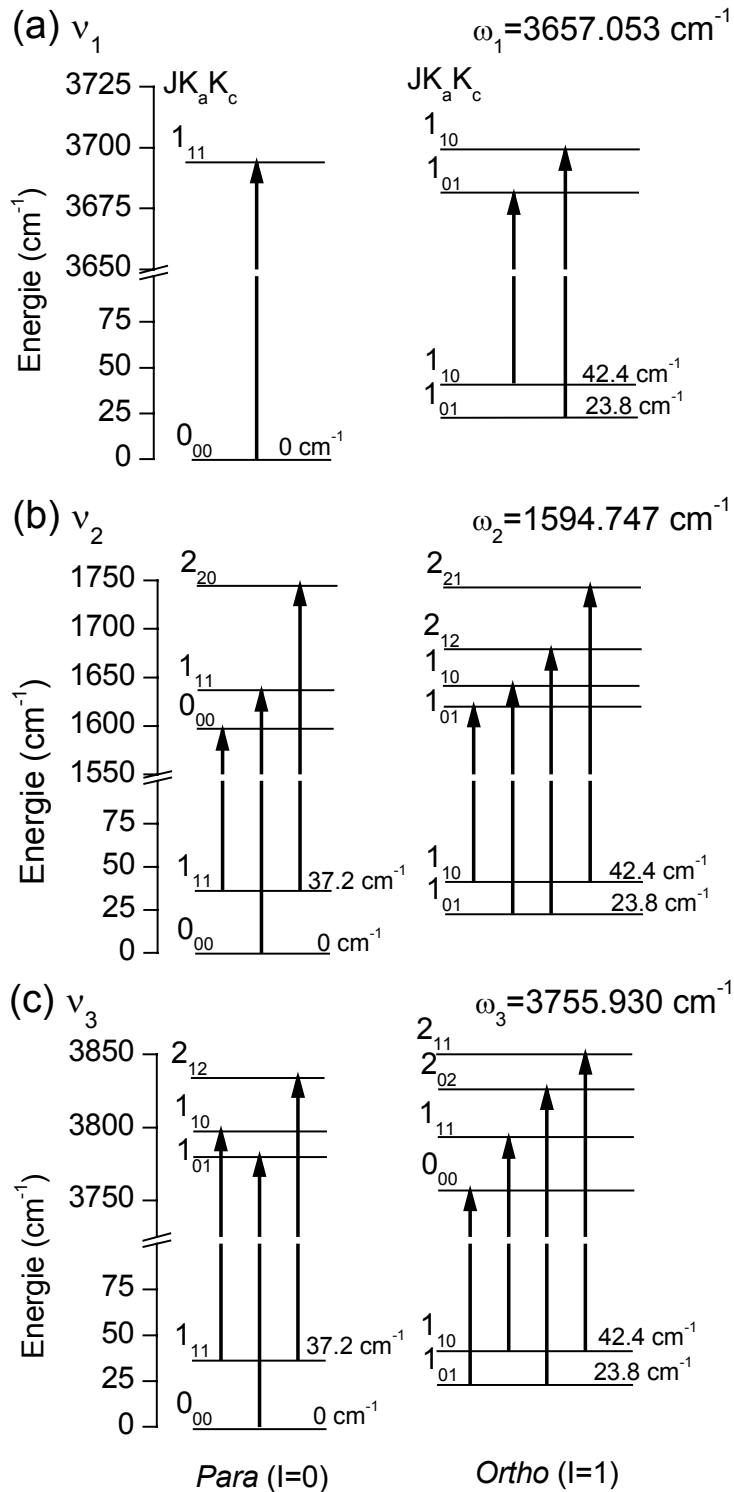 (a) ν₁ ω₁=3657.053 cm⁻¹
3725
3700
3675
3650
75
50
25
0
Energie (cm⁻¹)
JKₐK_c
1₁₁
0₀₀ 0 cm⁻¹
JKₐK_c
1₁₀
1₀₁
1₁₀ 42.4 cm⁻¹
1₀₁ 23.8 cm⁻¹
(b) ν₂ ω₂=1594.747 cm⁻¹
1750
1700
1650
1600
1550
75
50
25
0
Energie (cm⁻¹)
2₂₀
1₁₁
0₀₀
1₁₁ 37.2 cm⁻¹
0₀₀ 0 cm⁻¹
2₂₁
2₁₂
1₁₀
1₀₁
1₁₀ 42.4 cm⁻¹
1₀₁ 23.8 cm⁻¹
(c) ν₃ ω₃=3755.930 cm⁻¹
3850
3800
3750
75
50
25
0
Energie (cm⁻¹)
2₁₂
1₁₀
1₀₁
1₁₁ 37.2 cm⁻¹
0₀₀ 0 cm⁻¹
2₁₁
2₀₂
1₁₁
0₀₀
1₁₀ 42.4 cm⁻¹
1₀₁ 23.8 cm⁻¹
Para (I=0) Ortho (I=1)